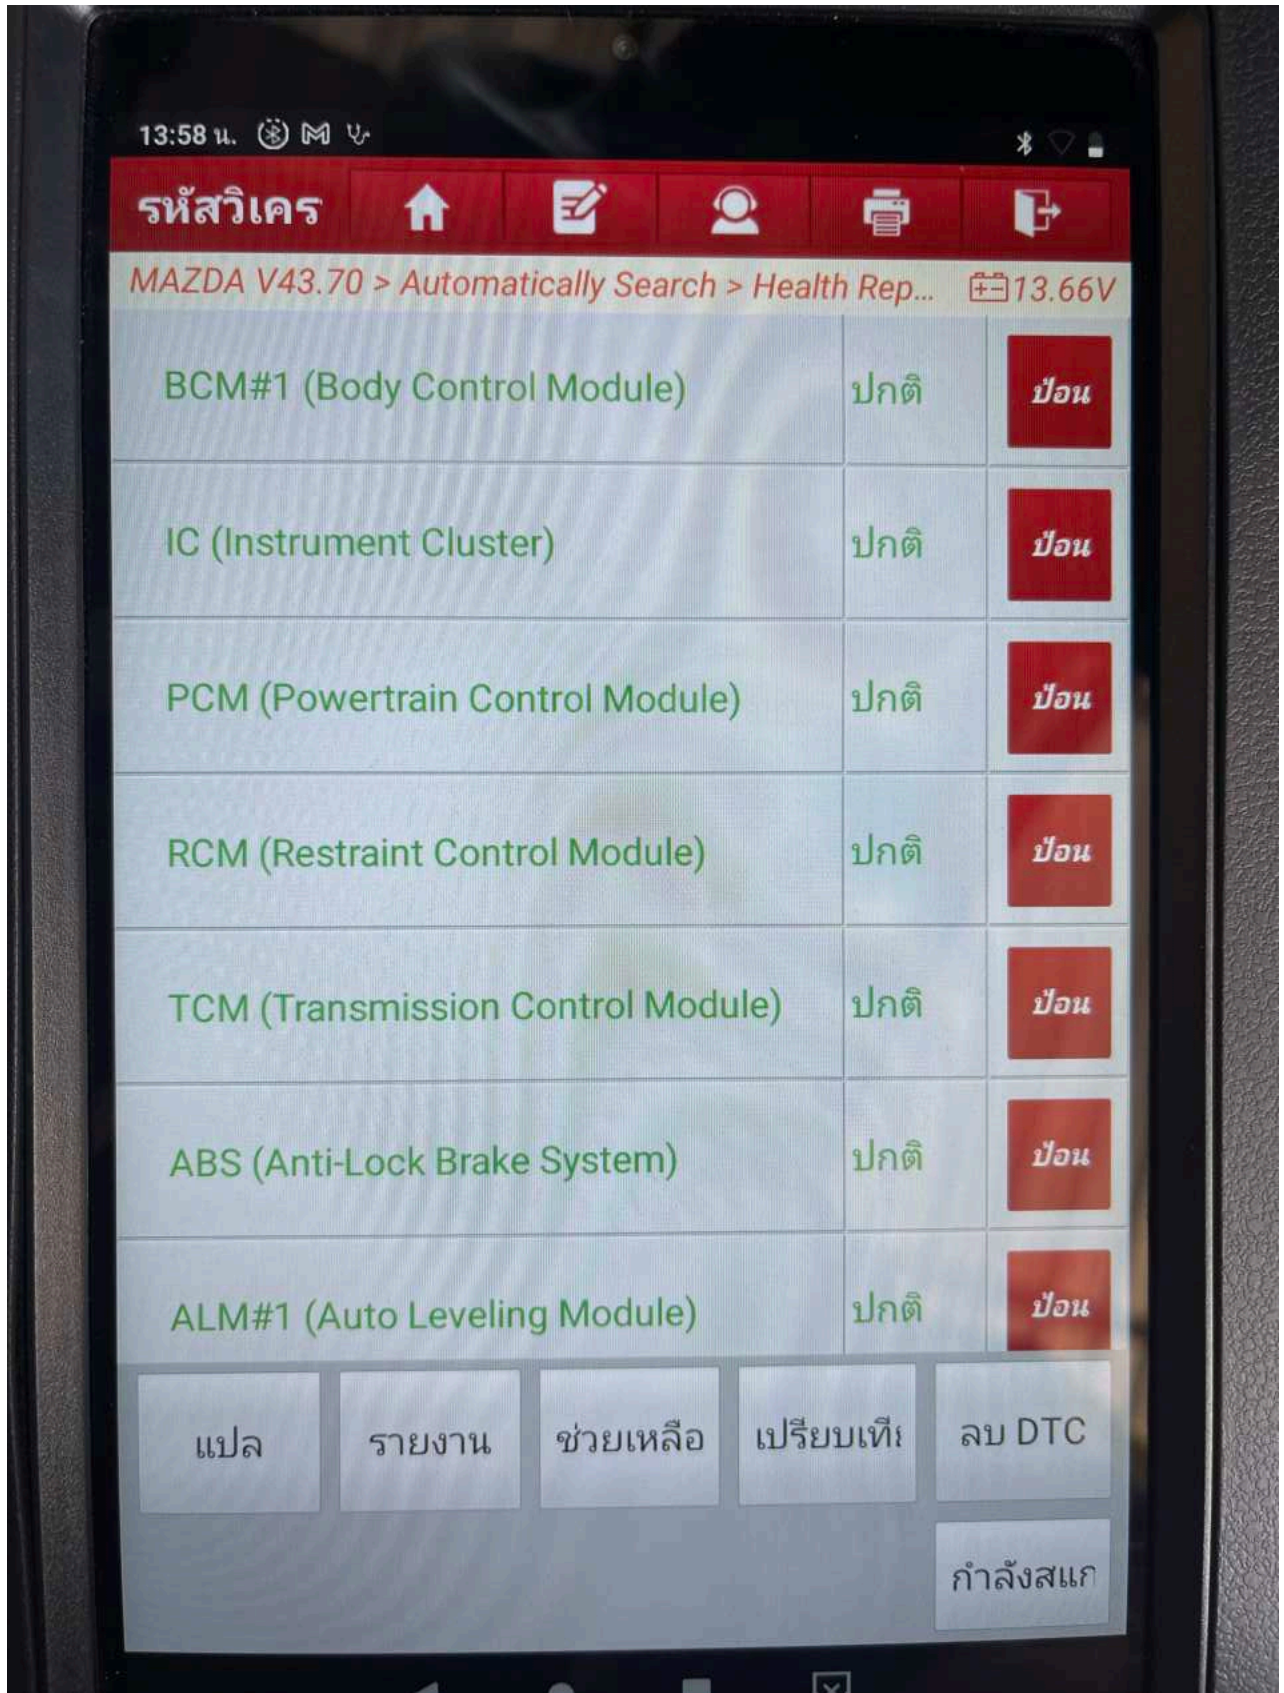 13:58 น.
รหัสวิเคร
MAZDA V43.70 > Automatically Search > Health Rep... 13.66V
BCM#1 (Body Control Module) ปกติ ป้อน
IC (Instrument Cluster) ปกติ ป้อน
PCM (Powertrain Control Module) ปกติ ป้อน
RCM (Restraint Control Module) ปกติ ป้อน
TCM (Transmission Control Module) ปกติ ป้อน
ABS (Anti-Lock Brake System) ปกติ ป้อน
ALM#1 (Auto Leveling Module) ปกติ ป้อน
แปล รายงาน ช่วยเหลือ เปรียบเที ลบ DTC
กำลังสแก